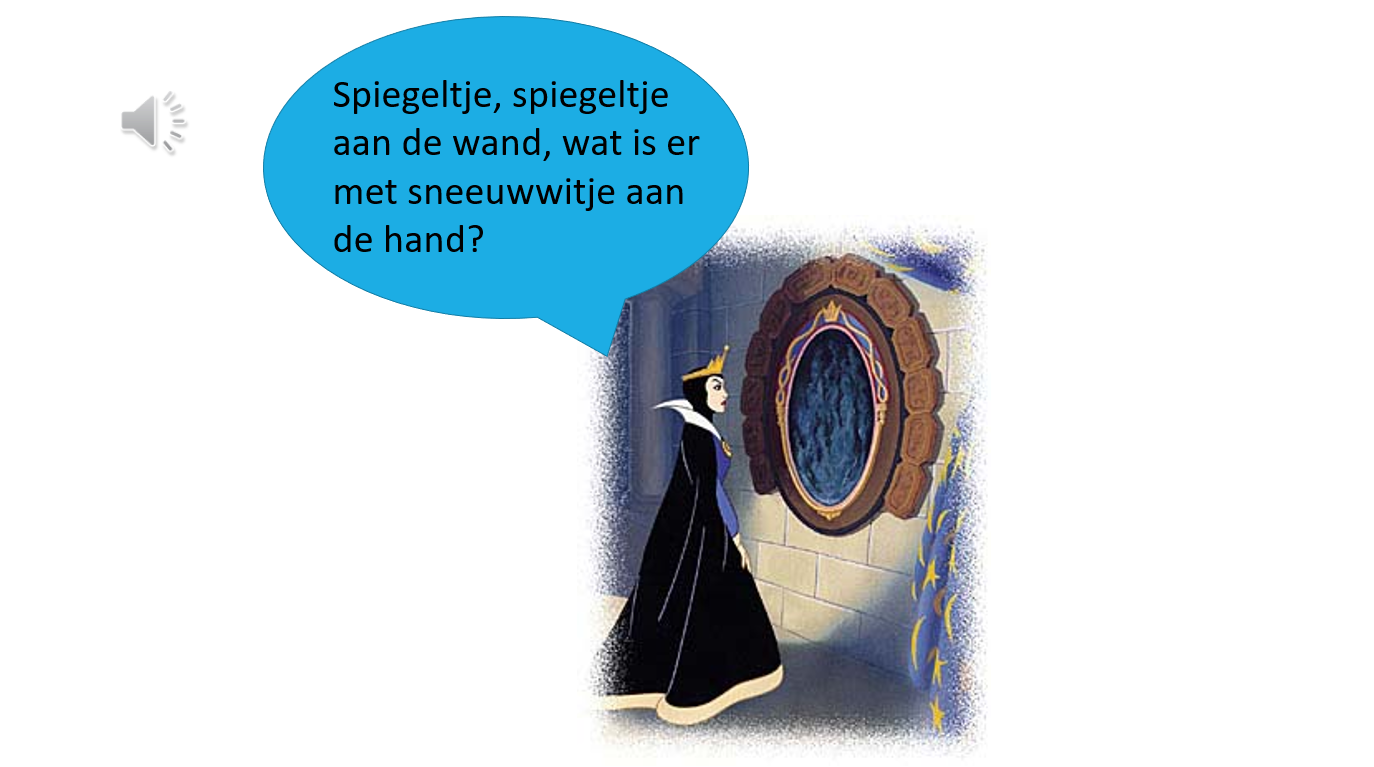 Spiegeltje, spiegeltje
aan de wand, wat is er
met sneeuwwitje aan
de hand?